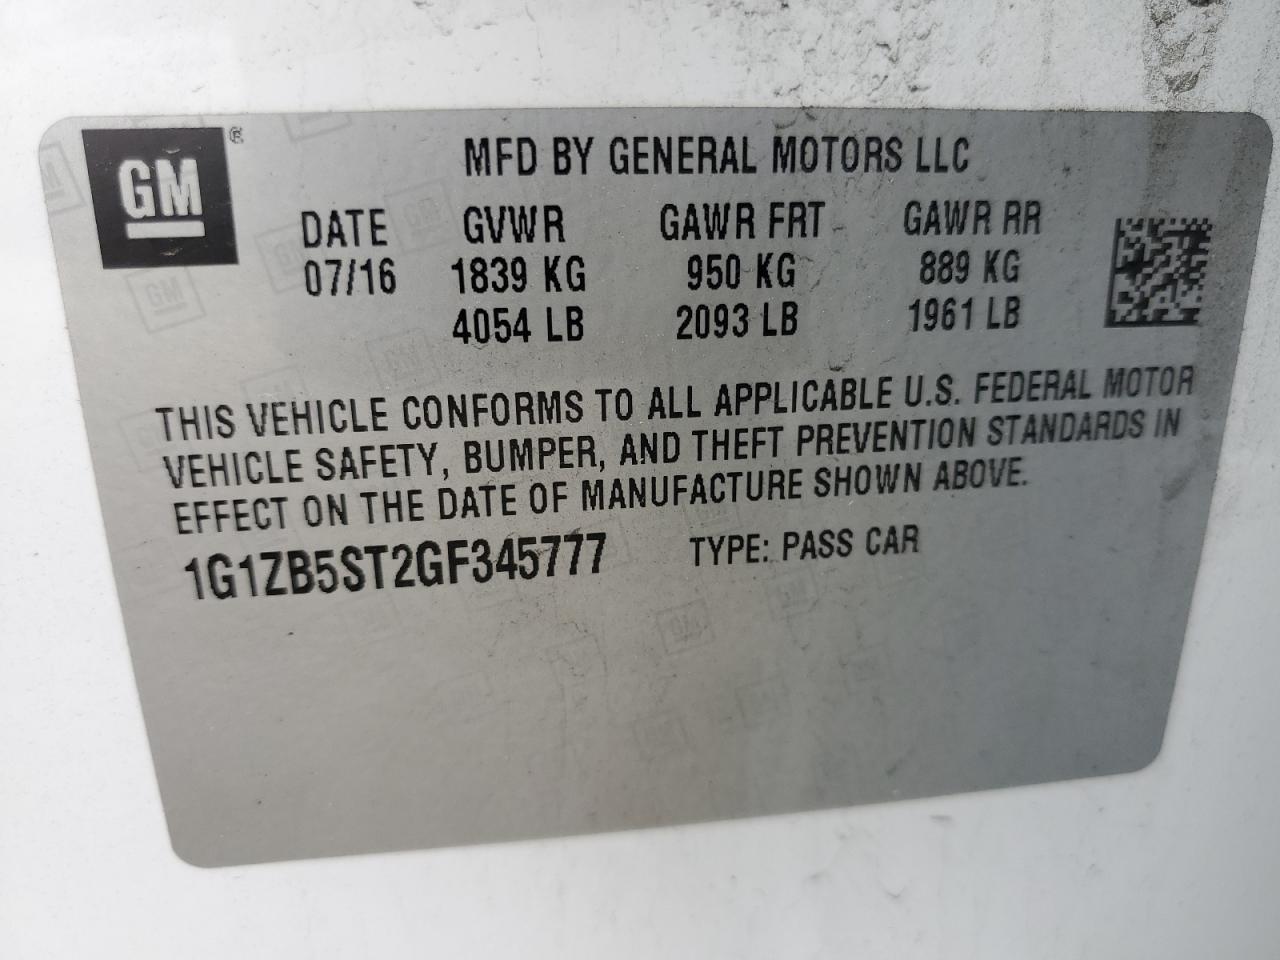 GM®
MFD BY GENERAL MOTORS LLC
DATE GVWR GAWR FRT GAWR RR
07/16 1839 KG 950 KG 889 KG
4054 LB 2093 LB 1961 LB
THIS VEHICLE CONFORMS TO ALL APPLICABLE U.S. FEDERAL MOTOR
VEHICLE SAFETY, BUMPER, AND THEFT PREVENTION STANDARDS IN
EFFECT ON THE DATE OF MANUFACTURE SHOWN ABOVE.
1G1ZB5ST2GF345777 TYPE: PASS CAR